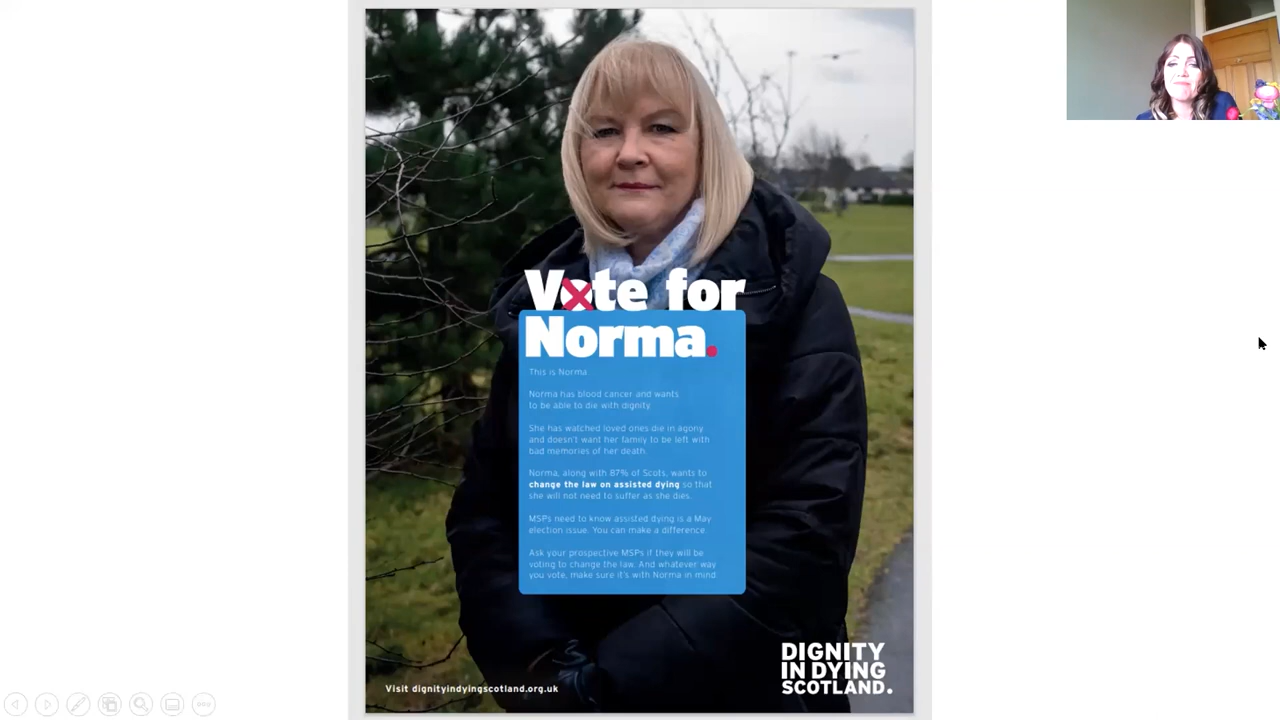 Vote for
Norma.
This is Norma
Norma has blood cancer and wants
to be able to die with dignity
She has watched loved ones die in agony
and doesn't want her family to be left with
bad memories of her death.
Norma, along with 87% of Scots, wants to
change the law on assisted dying so that
she will not need to suffer as she dies.
MSPs need to know assisted dying is a May
election issue. You can make a difference
Ask your prospective MSPs if they will be
voting to change the law. And whatever way
you vote, make sure it's with Norma in mind
Visit dignityindyingscotland.org.uk
DIGNITY
IN DYING
SCOTLAND.